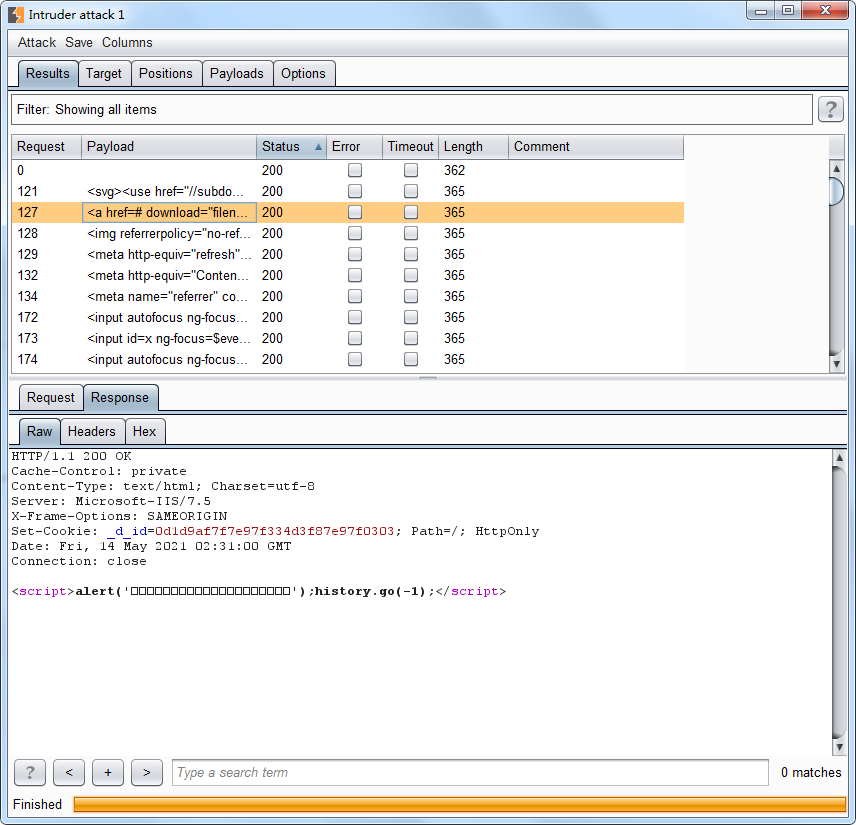 Intruder attack 1
Attack Save Columns
Results Target Positions Payloads Options
Filter: Showing all items ?
Request Payload Status Error Timeout Length Comment
0 200 362
121 <svg><use href="//subdo... 200 365
127 <a href=# download="filen... 200 365
128 <img referrerpolicy="no-ref... 200 365
129 <meta http-equiv="refresh"... 200 365
132 <meta http-equiv="Conten... 200 365
134 <meta name="referrer" co... 200 365
172 <input autofocus ng-focus... 200 365
173 <input id=x ng-focus=$eve... 200 365
174 <input autofocus ng-focus... 200 365
Request Response
Raw Headers Hex
HTTP/1.1 200 OK
Cache-Control: private
Content-Type: text/html; Charset=utf-8
Server: Microsoft-IIS/7.5
X-Frame-Options: SAMEORIGIN
Set-Cookie: _d_id=0d1d9af7f7e97f334d3f87e97f0303; Path=/; HttpOnly
Date: Fri, 14 May 2021 02:31:00 GMT
Connection: close
<script>alert('□□□□□□□□□□□□□□□□□□□□');history.go(-1);</script>
? < + > Type a search term 0 matches
Finished